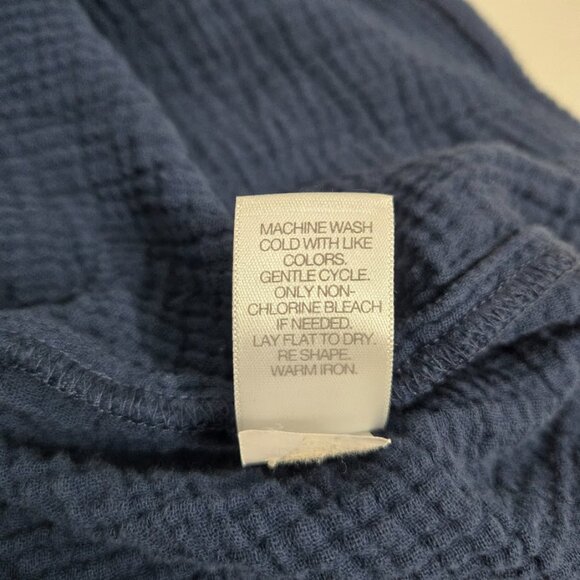 MACHINE WASH
COLD WITH LIKE
COLORS.
GENTLE CYCLE.
ONLY NON-
CHLORINE BLEACH
IF NEEDED.
LAY FLAT TO DRY.
RE SHAPE.
WARM IRON.